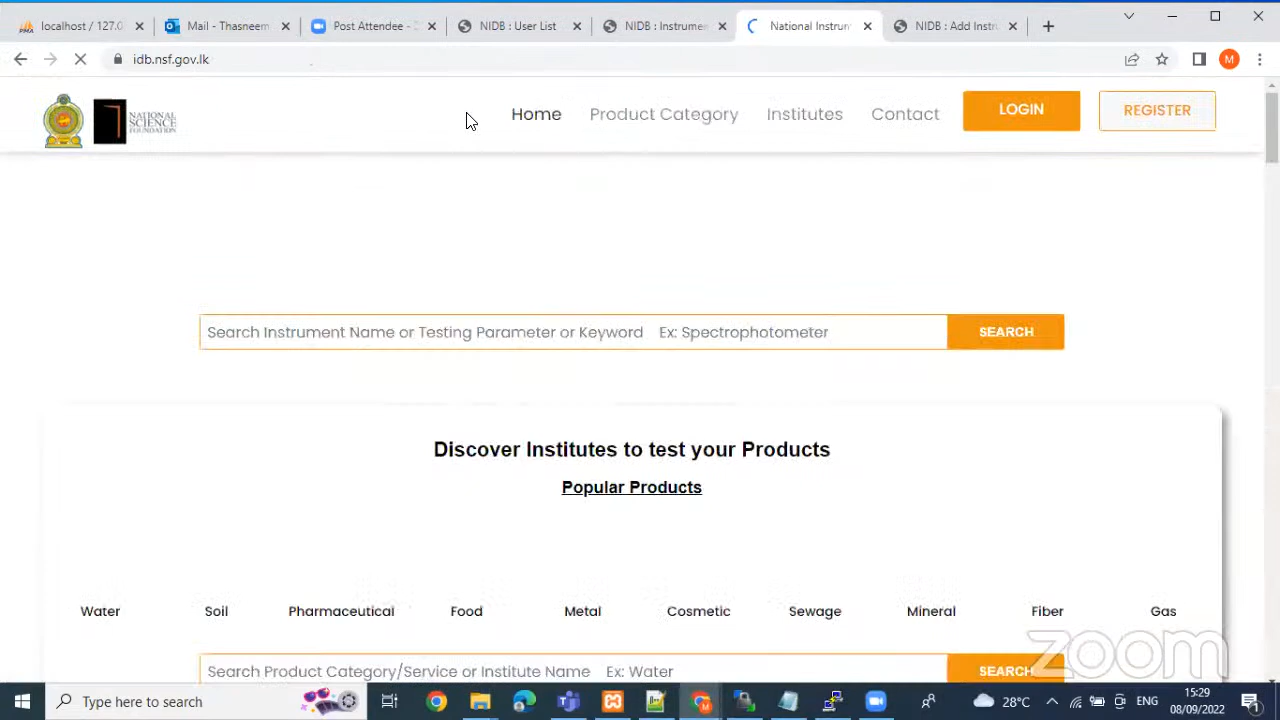 localhost / 127.0
Mail - Thasneem
Post Attendee - Z
NIDB : User List
NIDB : Instrumen
National Instrum
NIDB : Add Instru
idb.nsf.gov.lk
M
NATIONAL
SCIENCE
FOUNDATION
Home
Product Category
Institutes
Contact
LOGIN
REGISTER
Search Instrument Name or Testing Parameter or Keyword Ex: Spectrophotometer
SEARCH
Discover Institutes to test your Products
Popular Products
Water
Soil
Pharmaceutical
Food
Metal
Cosmetic
Sewage
Mineral
Fiber
Gas
Search Product Category/Service or Institute Name Ex: Water
SEARCH
zoom
Type here to search
28°C
ENG
15:29
08/09/2022
1